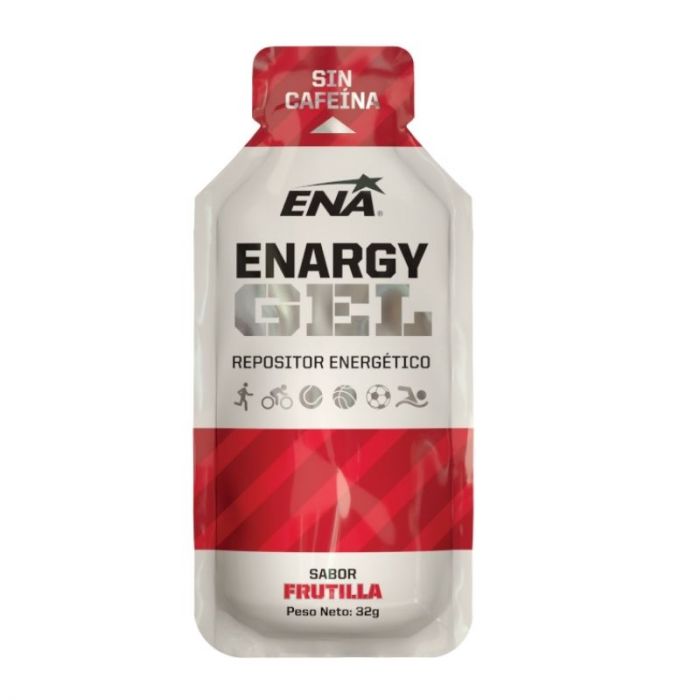 SIN
CAFEÍNA
ENA®
ENARGY
GEL
REPOSITOR ENERGÉTICO
SABOR
FRUTILLA
Peso Neto: 32g